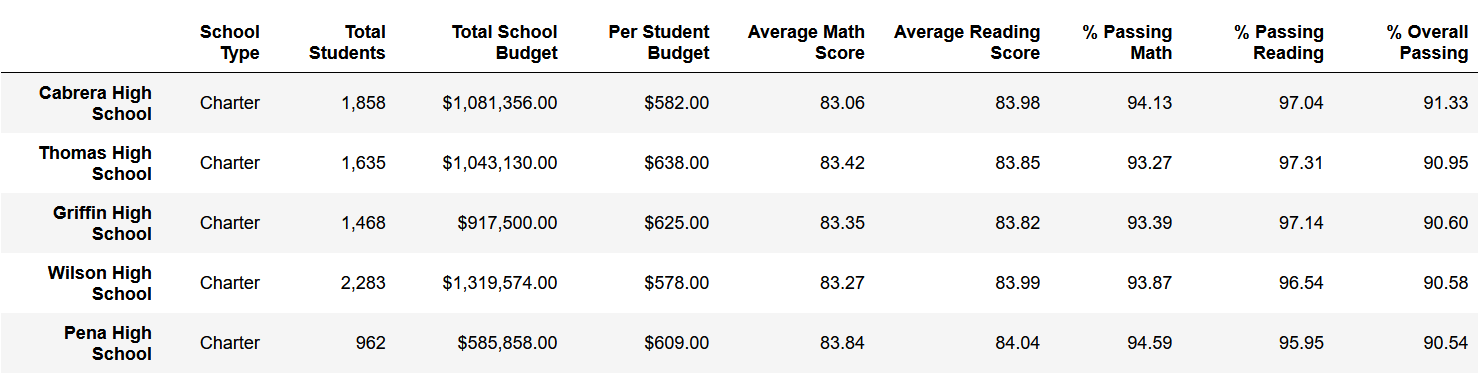 School Type Total Students Total School Budget Per Student Budget Average Math Score Average Reading Score % Passing Math % Passing Reading % Overall Passing
Cabrera High School Charter 1,858 $1,081,356.00 $582.00 83.06 83.98 94.13 97.04 91.33
Thomas High School Charter 1,635 $1,043,130.00 $638.00 83.42 83.85 93.27 97.31 90.95
Griffin High School Charter 1,468 $917,500.00 $625.00 83.35 83.82 93.39 97.14 90.60
Wilson High School Charter 2,283 $1,319,574.00 $578.00 83.27 83.99 93.87 96.54 90.58
Pena High School Charter 962 $585,858.00 $609.00 83.84 84.04 94.59 95.95 90.54